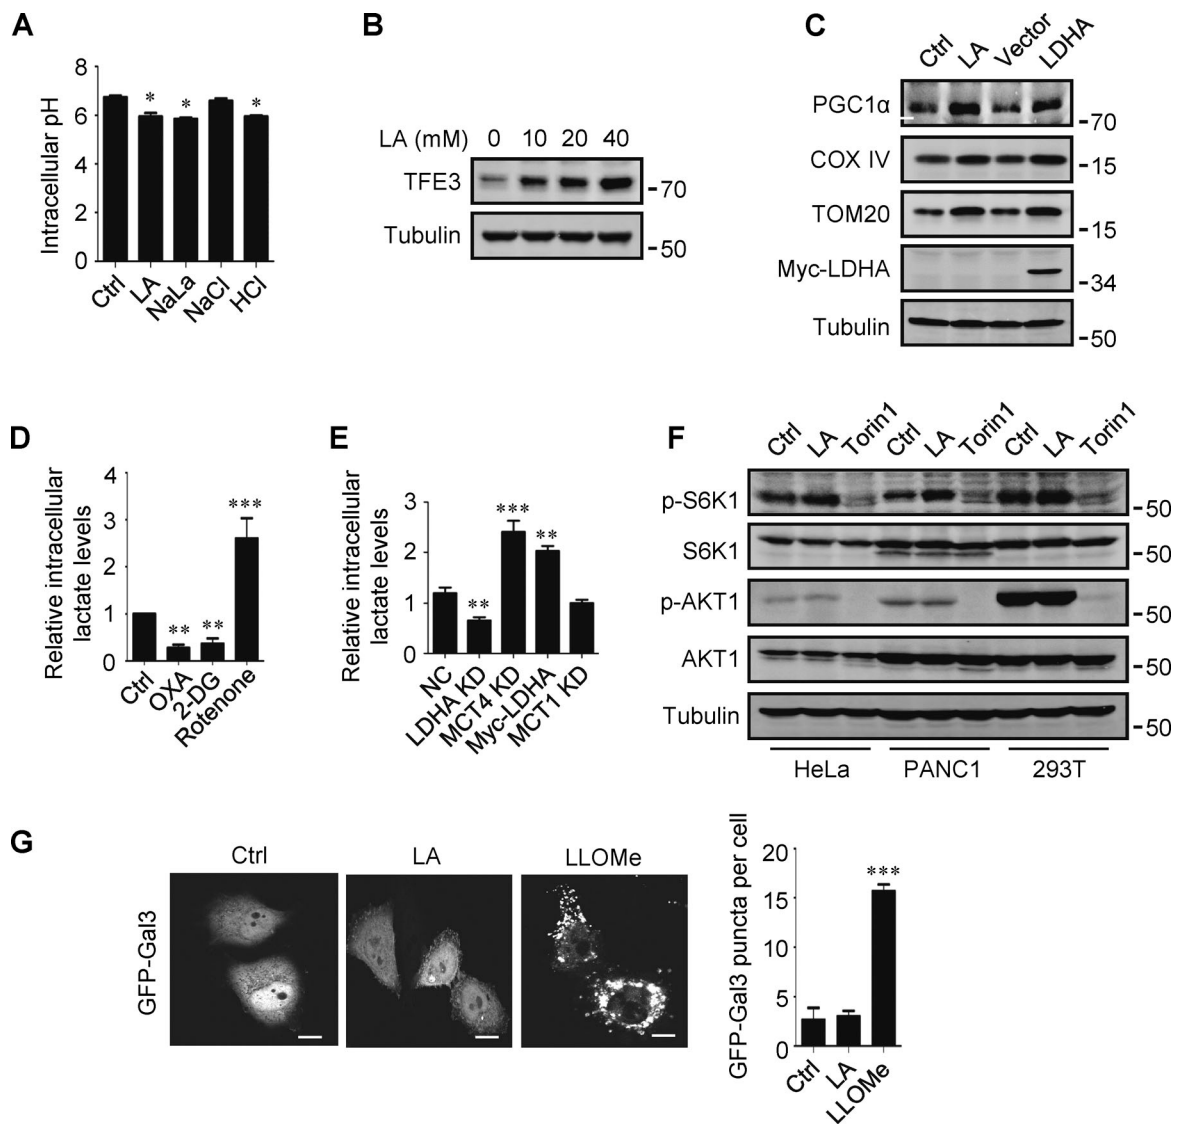 A
Intracellular pH
8
6
4
2
0
* * *
Ctrl LA NaLa NaCl HCl
B
LA (mM) 0 10 20 40
TFE3 -70
Tubulin -50
C
Ctrl LA Vector LDHA
PGC1α -70
COX IV -15
TOM20 -15
Myc-LDHA -34
Tubulin -50
D
Relative intracellular
lactate levels
4
3
2
1
0
** ** ***
Ctrl OXA 2-DG Rotenone
E
Relative intracellular
lactate levels
3
2
1
0
** *** **
NC LDHA KD MCT4 KD Myc-LDHA MCT1 KD
F
Ctrl LA Torin1 Ctrl LA Torin1 Ctrl LA Torin1
p-S6K1 -50
S6K1 -50
p-AKT1 -50
AKT1 -50
Tubulin -50
HeLa PANC1 293T
G
Ctrl LA LLOMe
GFP-Gal3
GFP-Gal3 puncta per cell
20
15
10
5
0
***
Ctrl LA LLOMe